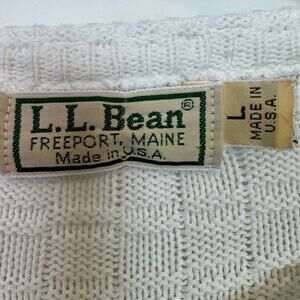 L.L.Bean®
FREEPORT, MAINE
Made in U.S.A.
L
MADE IN
U.S.A.